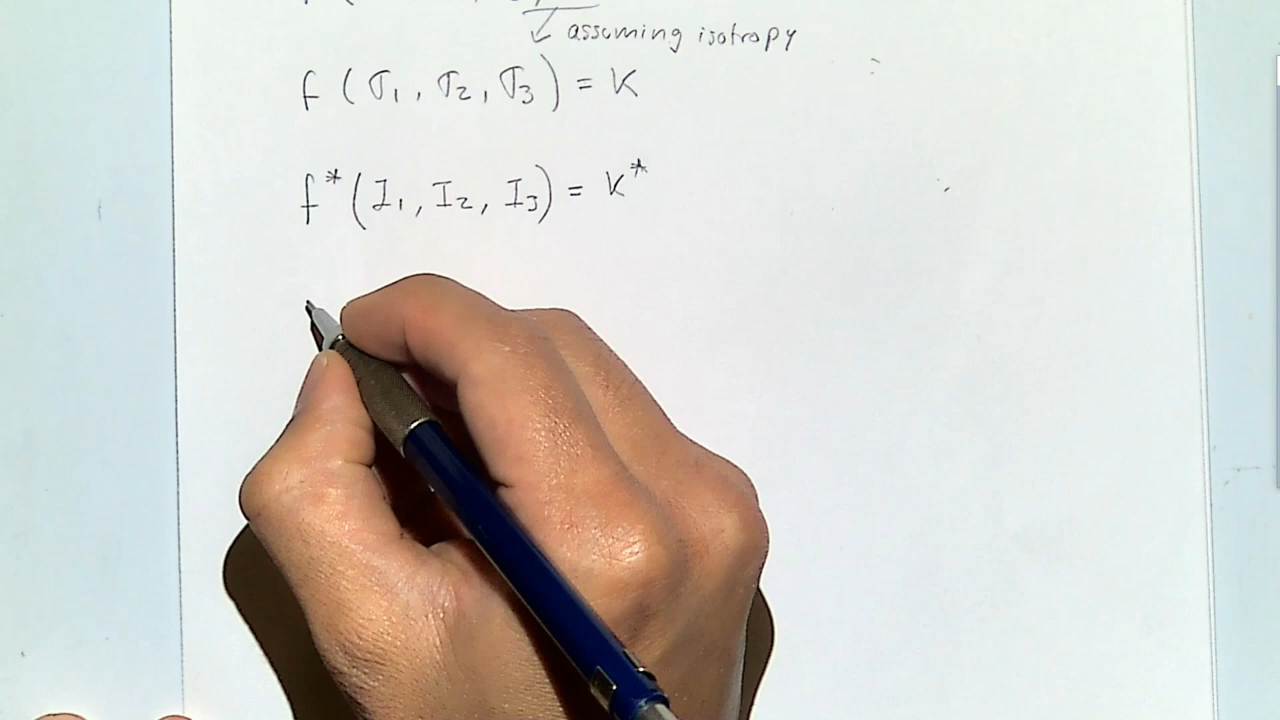 ↙ assuming isotropy
f (σ₁, σ₂, σ₃) = K
f* (I₁, I₂, I₃) = K*